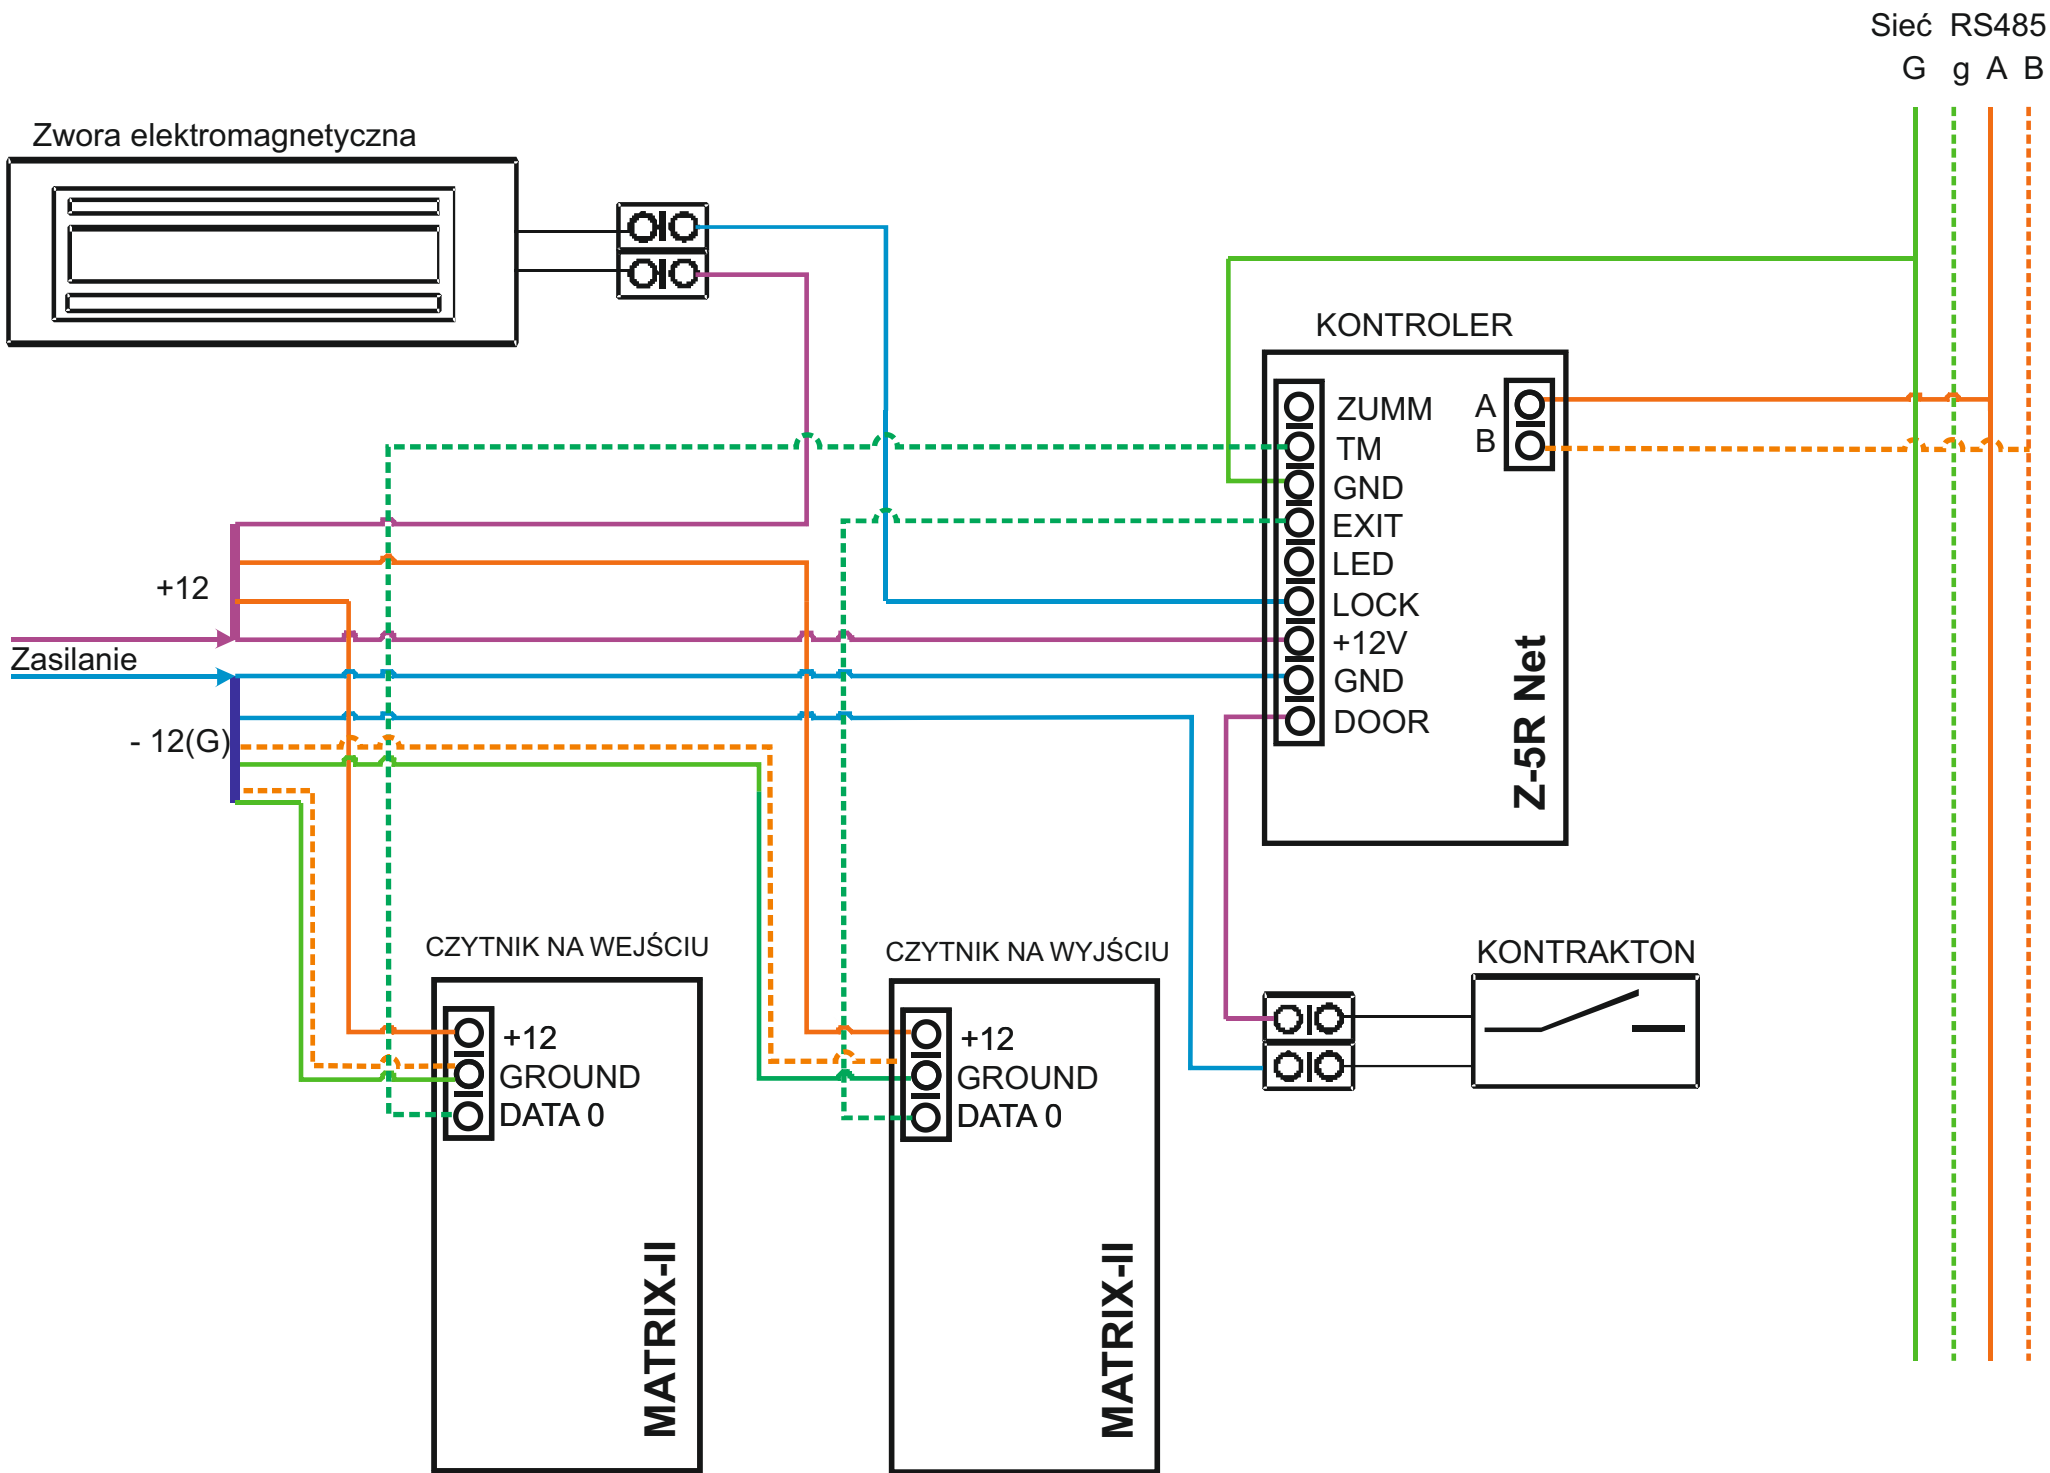 Sieć RS485
G g A B
Zwora elektromagnetyczna
KONTROLER
ZUMM
TM
GND
EXIT
LED
LOCK
+12V
GND
DOOR
A
B
Z-5R Net
+12
Zasilanie
- 12(G)
CZYTNIK NA WEJŚCIU
+12
GROUND
DATA 0
MATRIX-II
CZYTNIK NA WYJŚCIU
+12
GROUND
DATA 0
MATRIX-II
KONTRAKTON